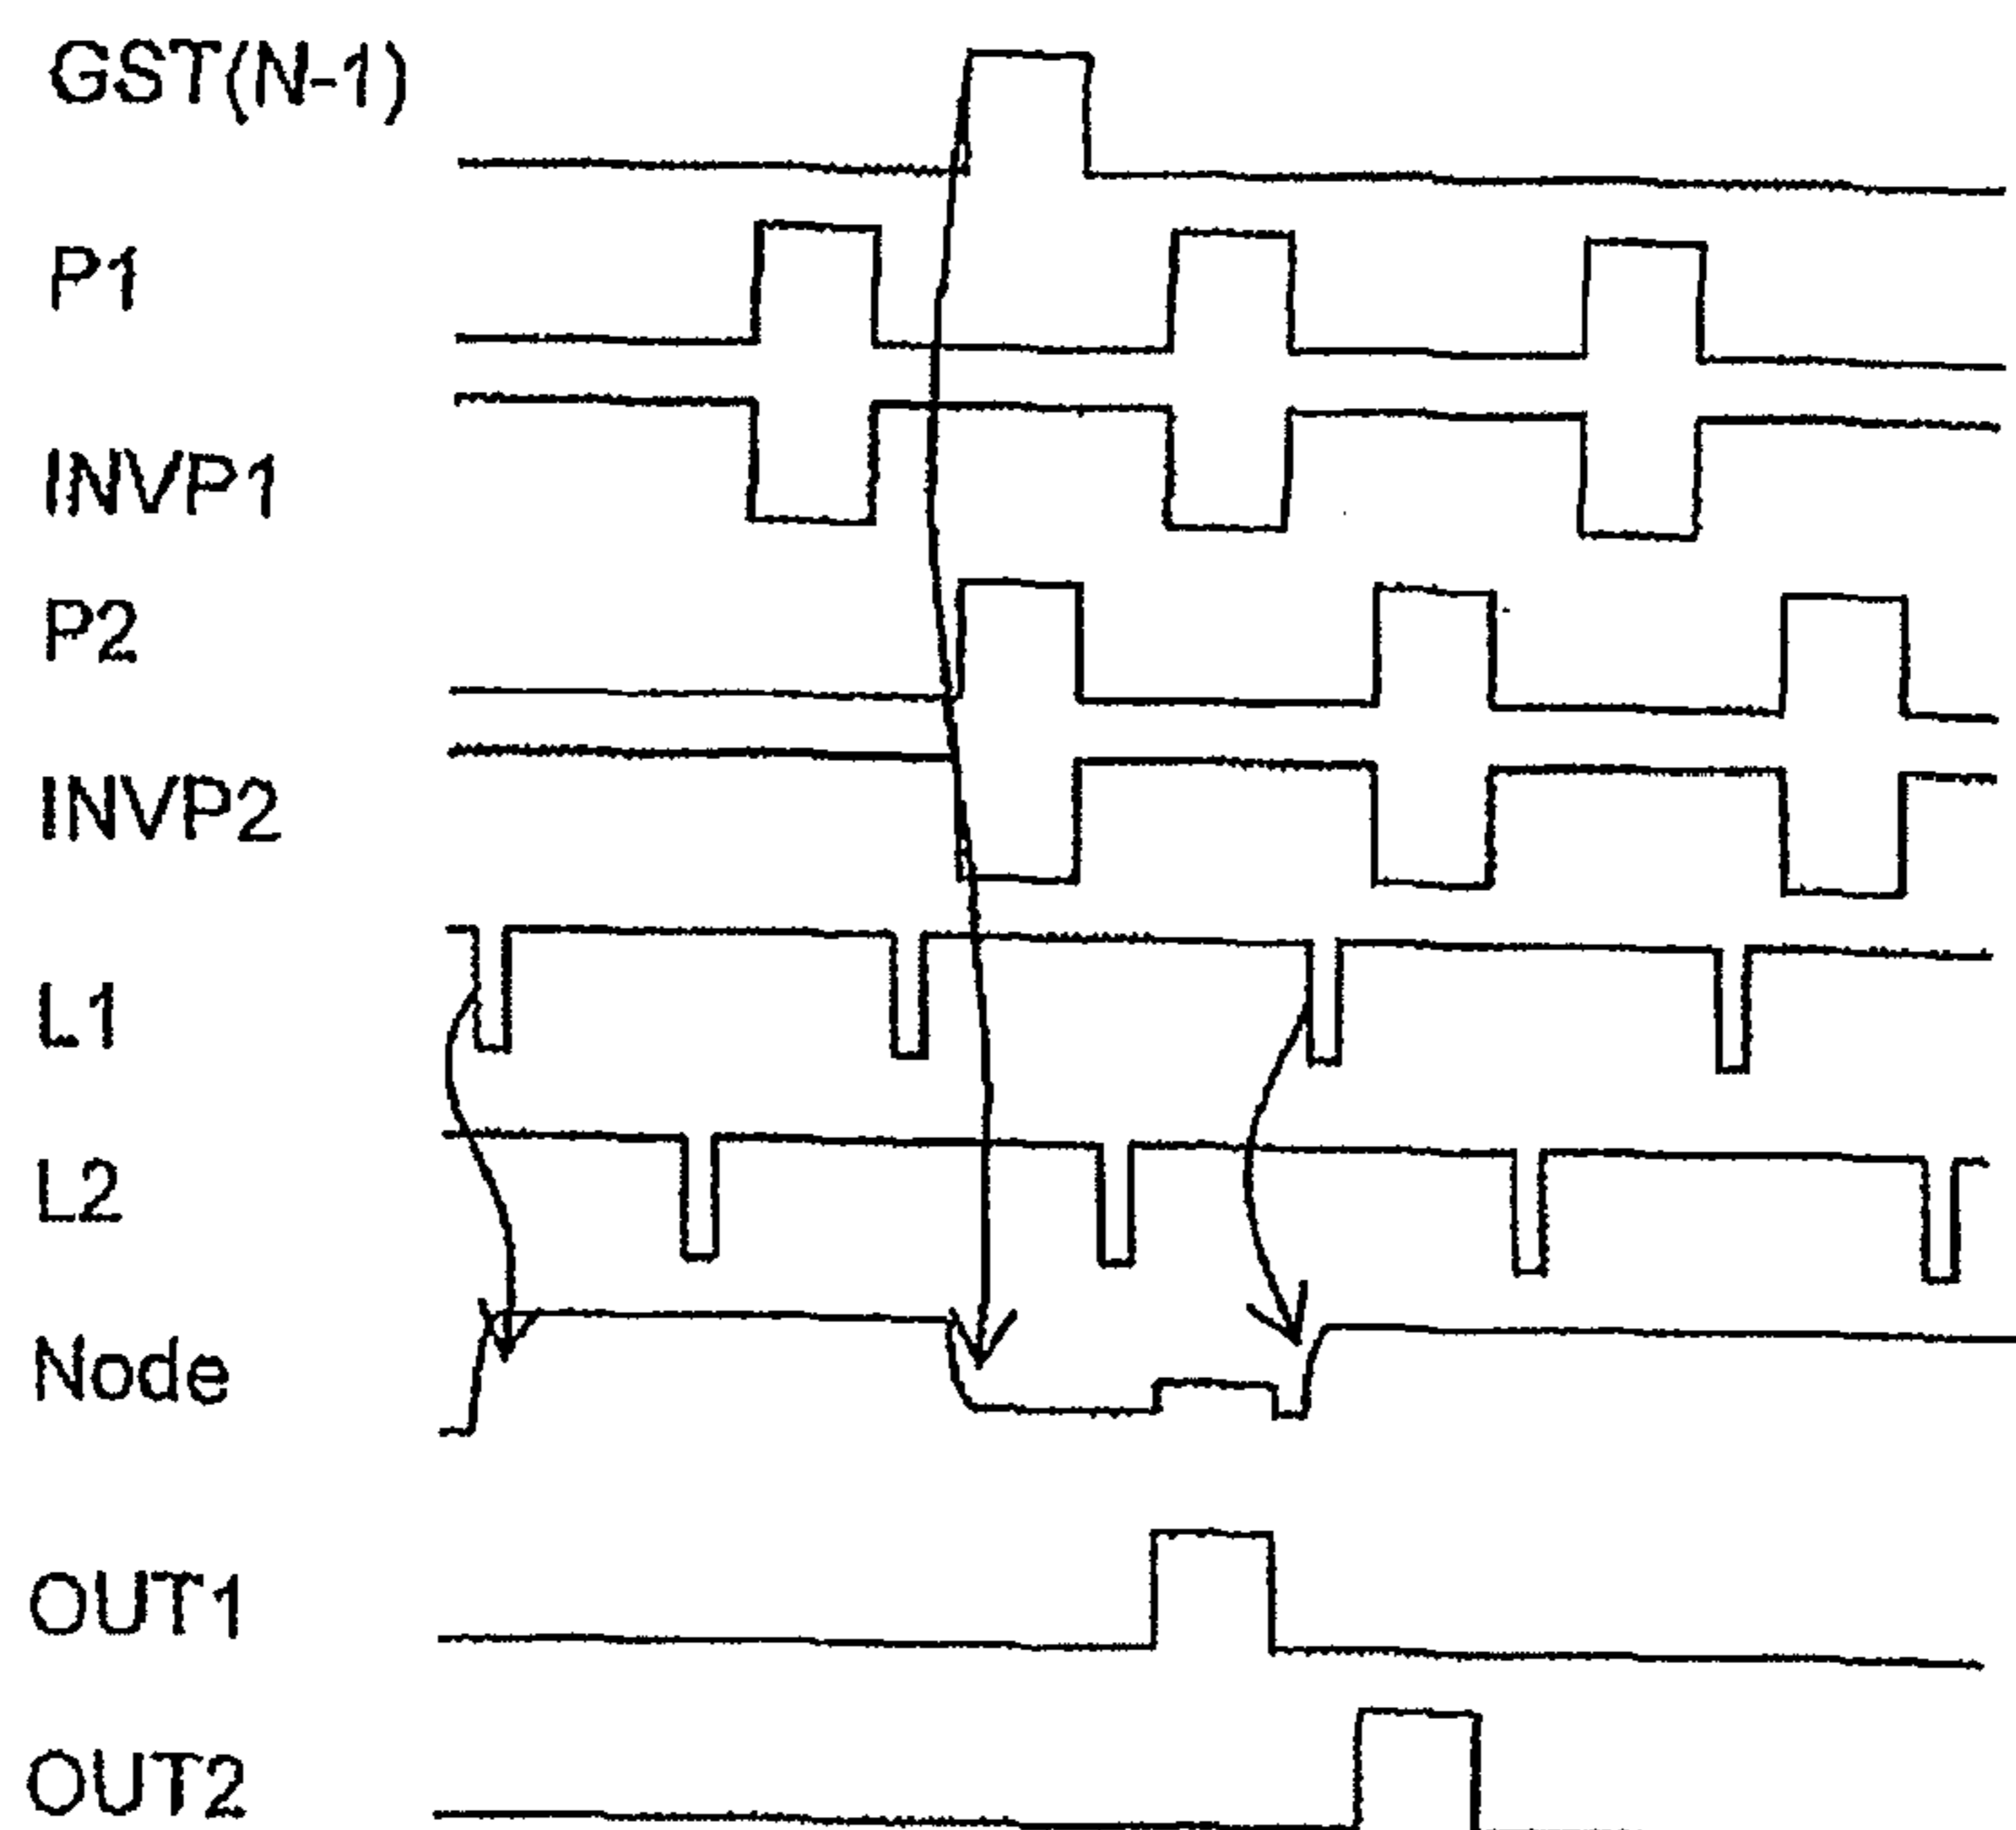 GST(N-1)
P1
INVP1
P2
INVP2
L1
L2
Node
OUT1
OUT2